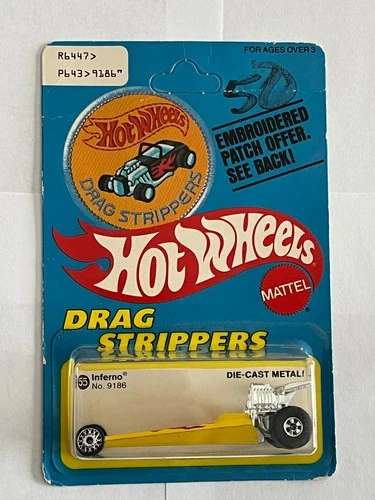 R6447>
P643>9186"
FOR AGES OVER 3
50
EMBROIDERED
PATCH OFFER.
SEE BACK!
HOT WHEELS
DRAG STRIPPERS
HOT WHEELS
MATTEL
DRAG
STRIPPERS
55 Inferno®
No. 9186
DIE-CAST METAL!